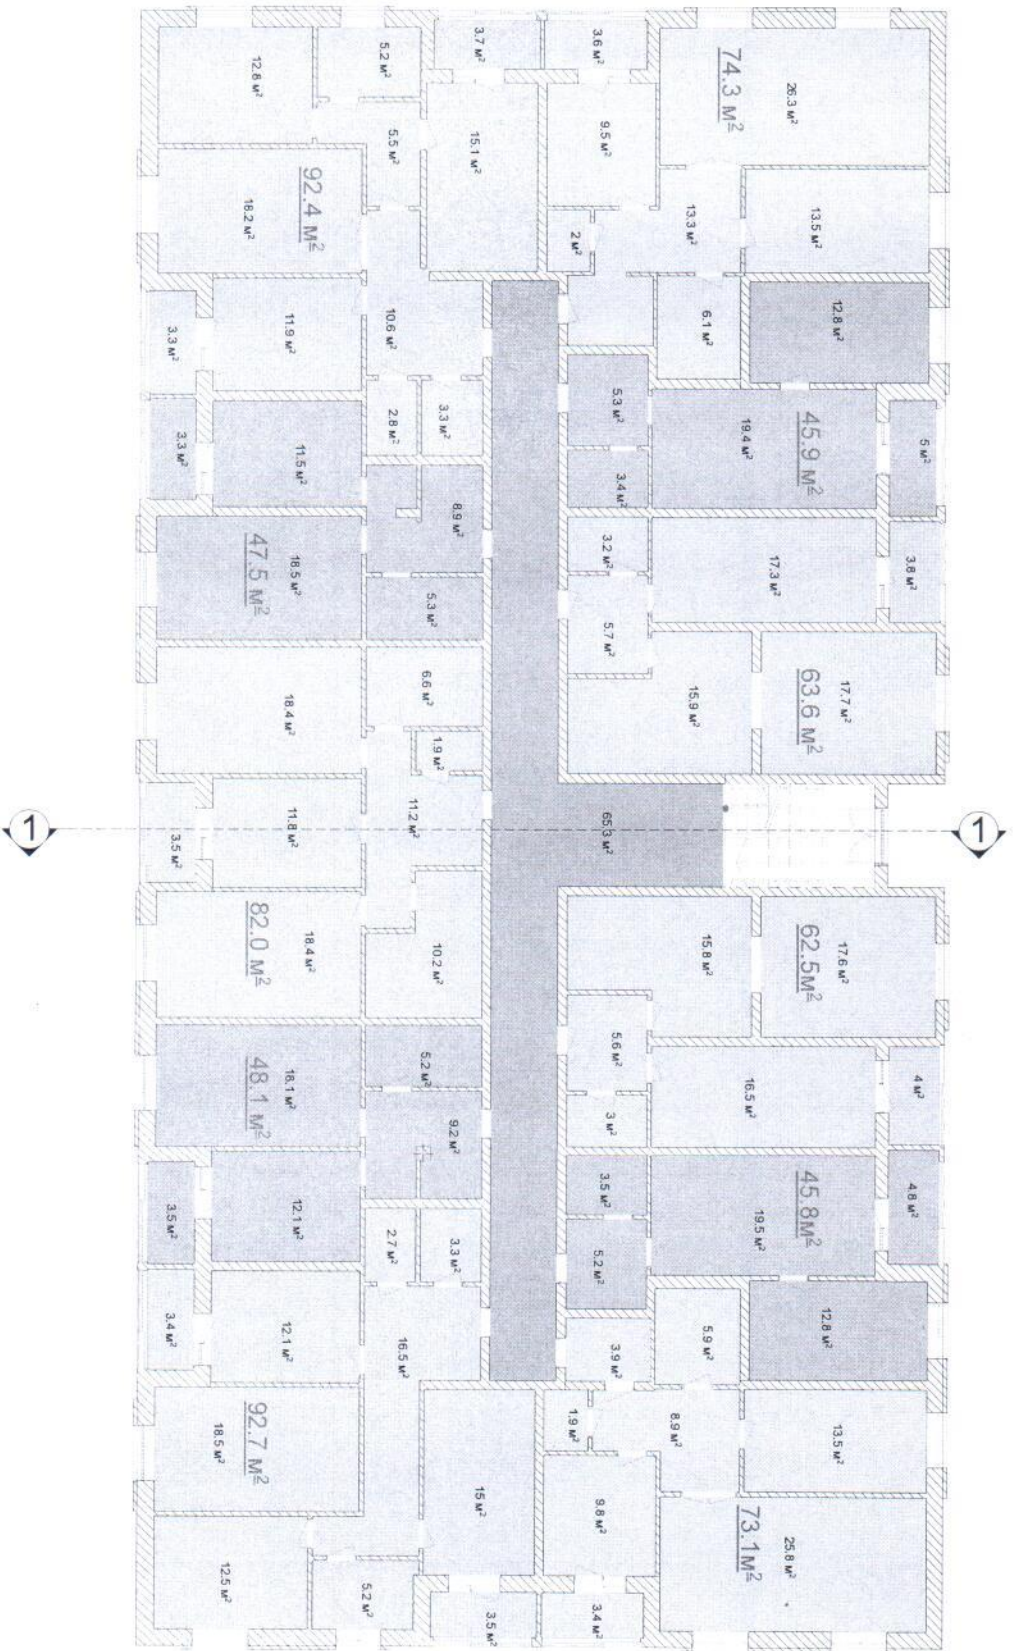 12.8 м²
5.2 м²
3.7 м²
3.6 м²
74.3 м²
26.3 м²
5.5 м²
15.1 м²
9.5 м²
92.4 м²
18.2 м²
2 м²
13.3 м²
13.5 м²
3.3 м²
11.9 м²
10.6 м²
6.1 м²
12.8 м²
3.3 м²
11.5 м²
2.8 м²
3.3 м²
5.3 м²
19.4 м²
45.9 м²
5 м²
8.9 м²
3.4 м²
47.5 м²
18.5 м²
5.3 м²
3.2 м²
17.3 м²
3.8 м²
5.7 м²
18.4 м²
6.6 м²
15.9 м²
63.6 м²
17.7 м²
1.9 м²
1
3.5 м²
11.8 м²
11.2 м²
65.3 м²
1
82.0 м²
18.4 м²
10.2 м²
15.8 м²
62.5м²
17.6 м²
48.1 м²
18.1 м²
5.2 м²
5.6 м²
16.5 м²
4 м²
9.2 м²
3 м²
3.5 м²
12.1 м²
2.7 м²
3.3 м²
3.5 м²
5.2 м²
19.5 м²
45.8м²
4.8 м²
3.4 м²
12.1 м²
16.5 м²
3.9 м²
5.9 м²
12.8 м²
18.5 м²
92.7 м²
1.9 м²
8.9 м²
13.5 м²
12.5 м²
5.2 м²
15 м²
9.8 м²
73.1м²
25.8 м²
3.5 м²
3.4 м²